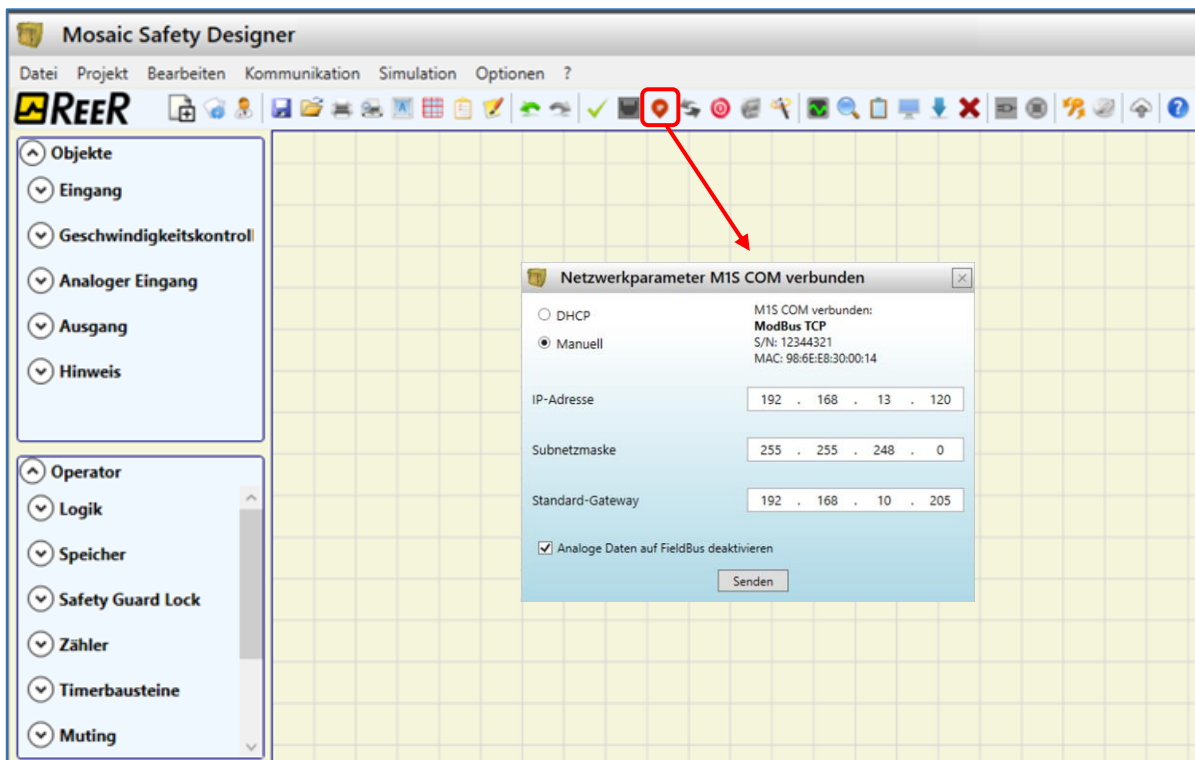 Mosaic Safety Designer
Datei Projekt Bearbeiten Kommunikation Simulation Optionen ?
REER
Objekte
Eingang
Geschwindigkeitskontroll
Analoger Eingang
Ausgang
Hinweis
Operator
Logik
Speicher
Safety Guard Lock
Zähler
Timerbausteine
Muting
Netzwerkparameter M1S COM verbunden
DHCP
Manuell
M1S COM verbunden:
ModBus TCP
S/N: 12344321
MAC: 98:6E:E8:30:00:14
IP-Adresse 192 . 168 . 13 . 120
Subnetzmaske 255 . 255 . 248 . 0
Standard-Gateway 192 . 168 . 10 . 205
Analoge Daten auf FieldBus deaktivieren
Senden